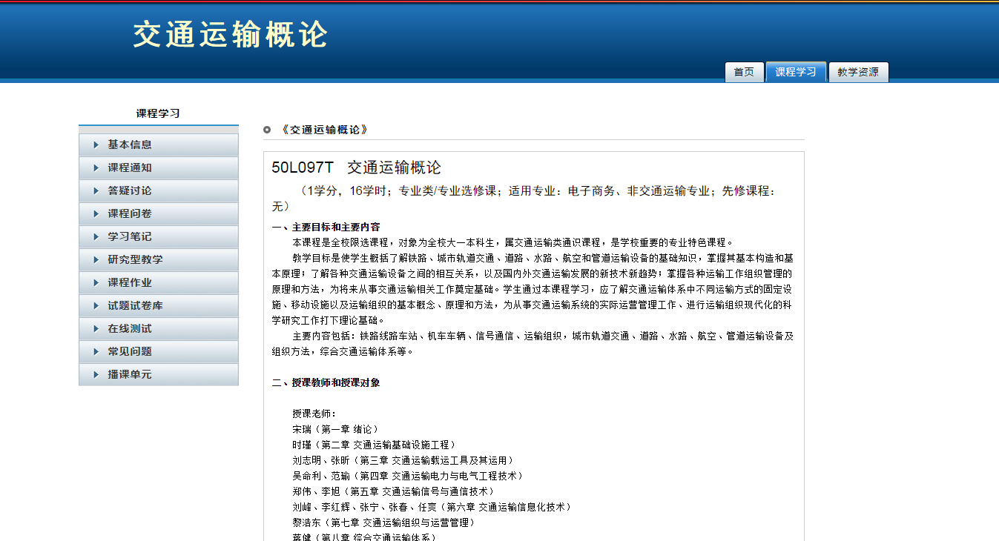 交通运输概论
首页 课程学习 教学资源
课程学习
基本信息
课程通知
答疑讨论
课程问卷
学习笔记
研究型教学
课程作业
试题试卷库
在线测试
常见问题
播课单元
《交通运输概论》
50L097T 交通运输概论
（1学分，16学时；专业类/专业选修课；适用专业：电子商务、非交通运输专业；先修课程：
无）
一、主要目标和主要内容
本课程是全校限选课程，对象为全校大一本科生，属交通运输类通识课程，是学校重要的专业特色课程。
教学目标是使学生概括了解铁路、城市轨道交通、道路、水路、航空和管道运输设备的基础知识，掌握其基本构造和基
本原理；了解各种交通运输设备之间的相互关系，以及国内外交通运输发展的新技术新趋势；掌握各种运输工作组织管理的
原理和方法，为将来从事交通运输相关工作奠定基础。学生通过本课程学习，应了解交通运输体系中不同运输方式的固定设
施、移动设施以及运输组织的基本概念、原理和方法，为从事交通运输系统的实际运营管理工作、进行运输组织现代化的科
学研究工作打下理论基础。
主要内容包括：铁路线路车站、机车车辆、信号通信、运输组织，城市轨道交通、道路、水路、航空、管道运输设备及
组织方法，综合交通运输体系等。
二、授课教师和授课对象
授课老师：
宋瑞（第一章 绪论）
时瑾（第二章 交通运输基础设施工程）
刘志明、张昕（第三章 交通运输载运工具及其运用）
吴命利、范瑜（第四章 交通运输电力与电气工程技术）
郑伟、李旭（第五章 交通运输信号与通信技术）
刘峰、李红辉、张宁、张春、任爽（第六章 交通运输信息化技术）
黎浩东（第七章 交通运输组织与运营管理）
蒋健（第八章 综合交通运输体系）